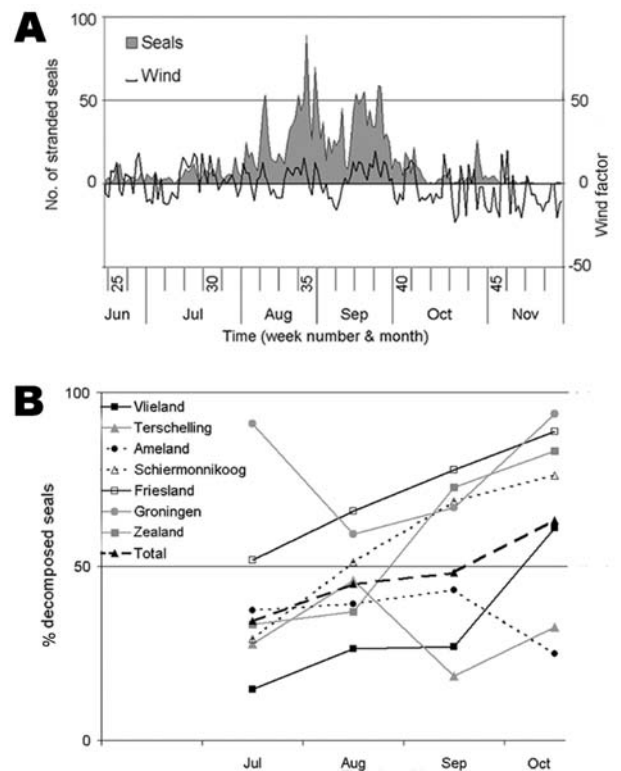 A
100
50
0
No. of stranded seals
Seals
Wind
50
0
-50
Wind factor
25
30
35
40
45
Jun
Jul
Aug
Sep
Oct
Nov
Time (week number & month)
B
100
50
0
% decomposed seals
Vlieland
Terschelling
Ameland
Schiermonnikoog
Friesland
Groningen
Zealand
Total
Jul
Aug
Sep
Oct